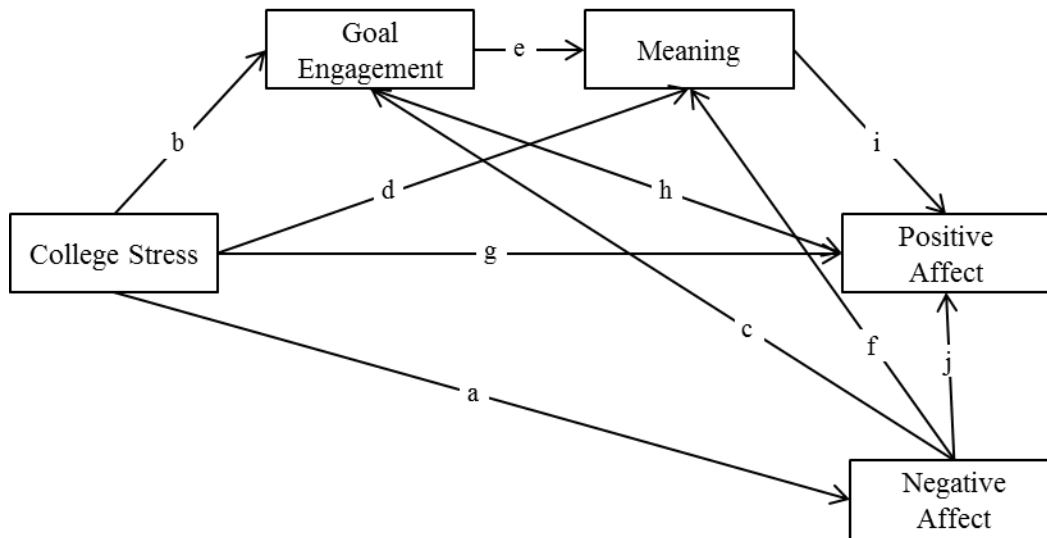 Goal
Engagement
e
Meaning
b
i
d
h
College Stress
g
Positive
Affect
c
f
j
a
Negative
Affect